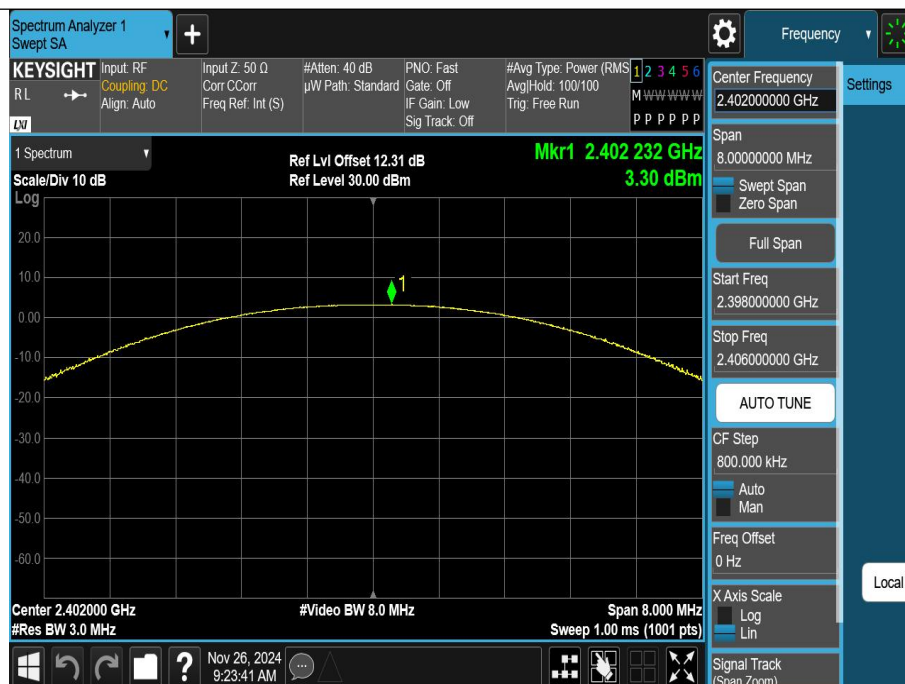 Spectrum Analyzer 1
Swept SA
+
Frequency
KEYSIGHT
RL
LXI
Input: RF
Coupling: DC
Align: Auto
Input Z: 50 Ω
Corr CCorr
Freq Ref: Int (S)
#Atten: 40 dB
µW Path: Standard
PNO: Fast
Gate: Off
IF Gain: Low
Sig Track: Off
#Avg Type: Power (RMS
Avg|Hold: 100/100
Trig: Free Run
1 2 3 4 5 6
M W W W W W
P P P P P P
1 Spectrum
Scale/Div 10 dB
Log
Ref Lvl Offset 12.31 dB
Ref Level 30.00 dBm
Mkr1 2.402 232 GHz
3.30 dBm
20.0
10.0
0.00
-10.0
-20.0
-30.0
-40.0
-50.0
-60.0
1
Center 2.402000 GHz
#Res BW 3.0 MHz
#Video BW 8.0 MHz
Span 8.000 MHz
Sweep 1.00 ms (1001 pts)
?
Nov 26, 2024
9:23:41 AM
Center Frequency
2.402000000 GHz
Settings
Span
8.00000000 MHz
Swept Span
Zero Span
Full Span
Start Freq
2.398000000 GHz
Stop Freq
2.406000000 GHz
AUTO TUNE
CF Step
800.000 kHz
Auto
Man
Freq Offset
0 Hz
X Axis Scale
Log
Lin
Local
Signal Track
(Span Zoom)